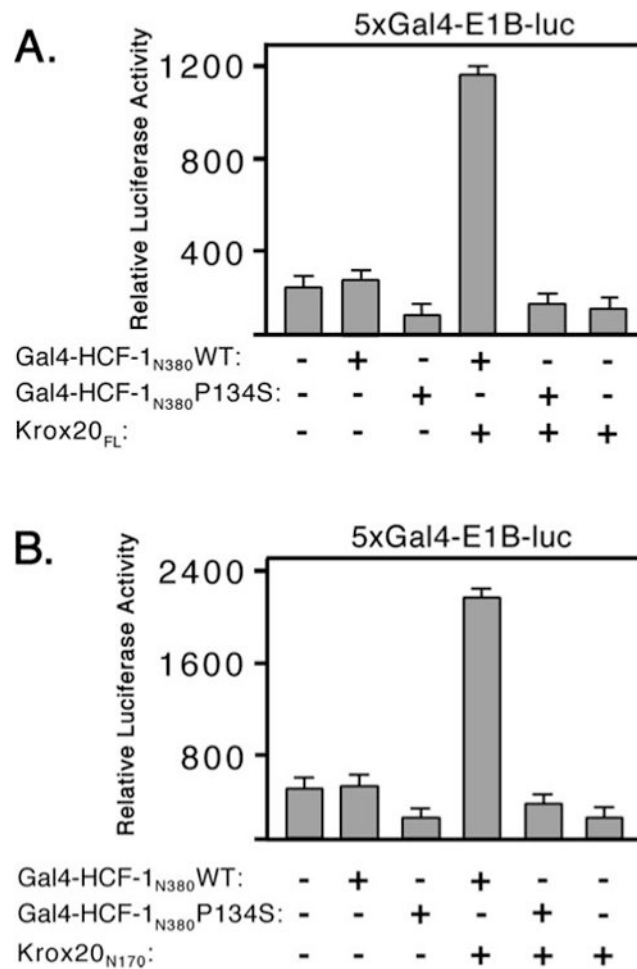 A.
5xGal4-E1B-luc
Relative Luciferase Activity
1200
800
400
Gal4-HCF-1N380WT: - + - + - -
Gal4-HCF-1N380P134S: - - + - + -
Krox20FL: - - - + + +
B.
5xGal4-E1B-luc
Relative Luciferase Activity
2400
1600
800
Gal4-HCF-1N380WT: - + - + - -
Gal4-HCF-1N380P134S: - - + - + -
Krox20N170: - - - + + +